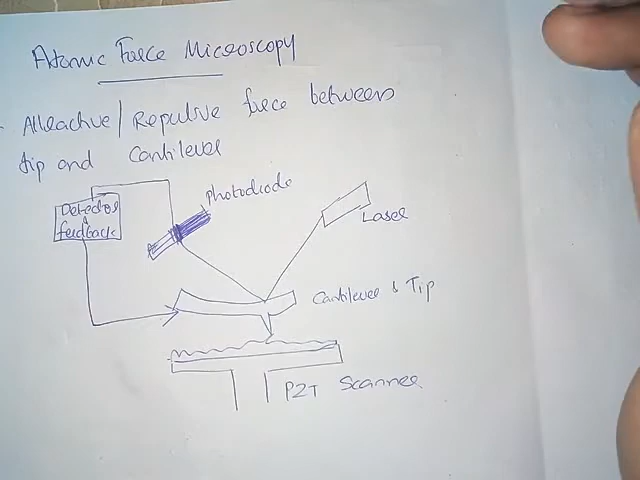 Atomic Force Microscopy
- Attractive/Repulsive force between
tip and Cantilever
Photodiode
Detector
&
feedback
Laser
Cantilever & Tip
PZT Scanner